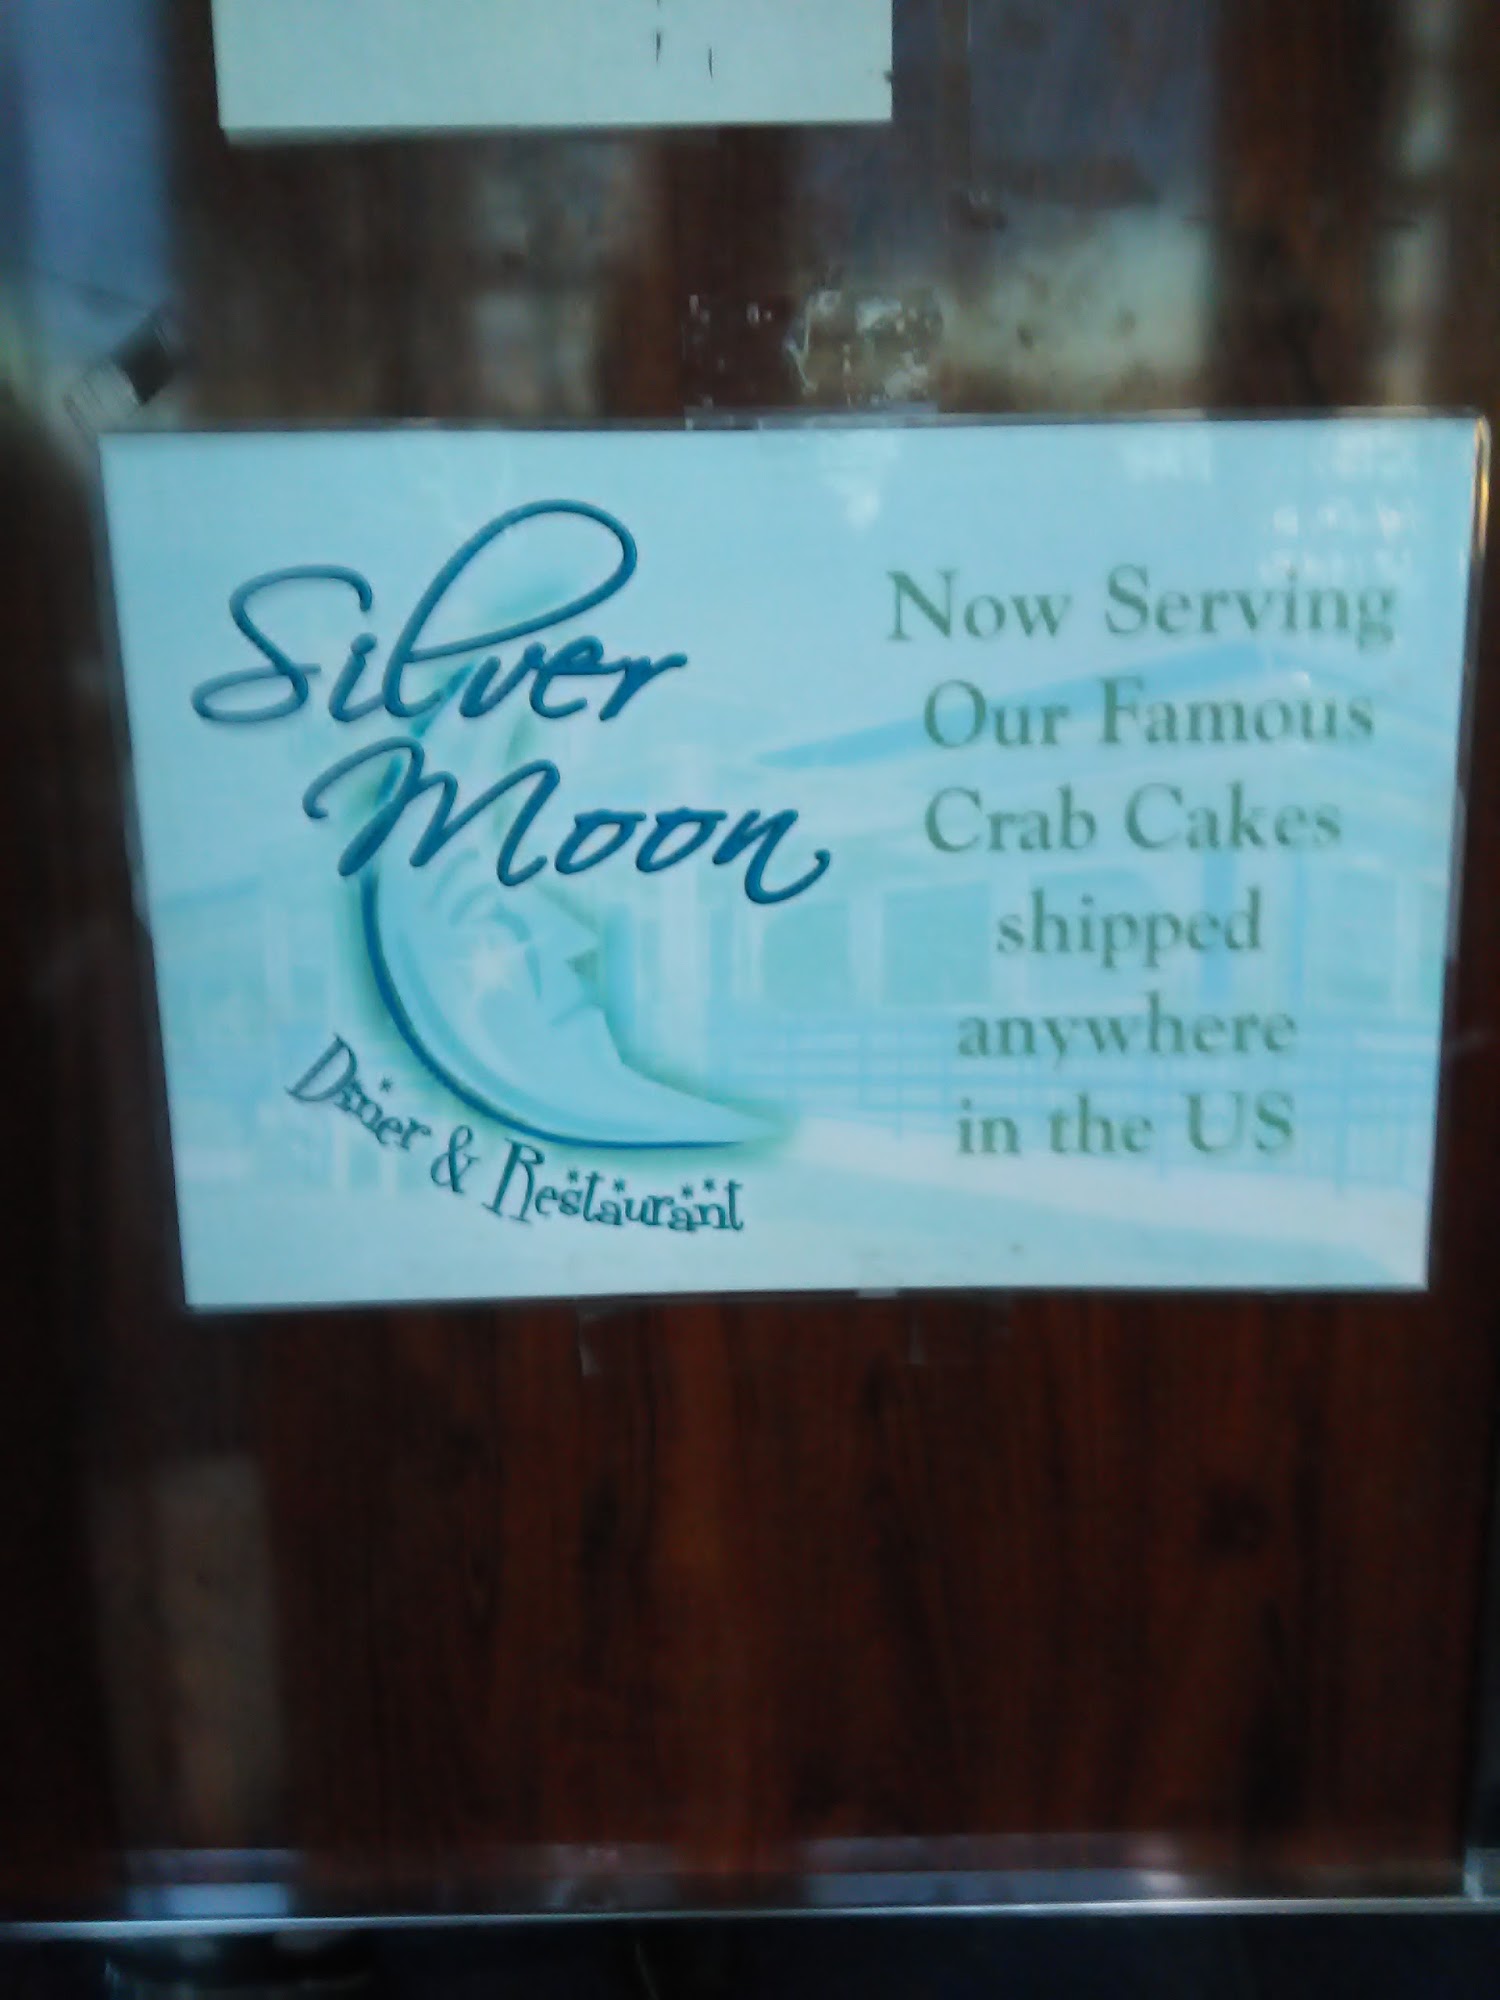 Silver
Moon
Diner & Restaurant
Now Serving
Our Famous
Crab Cakes
shipped
anywhere
in the US